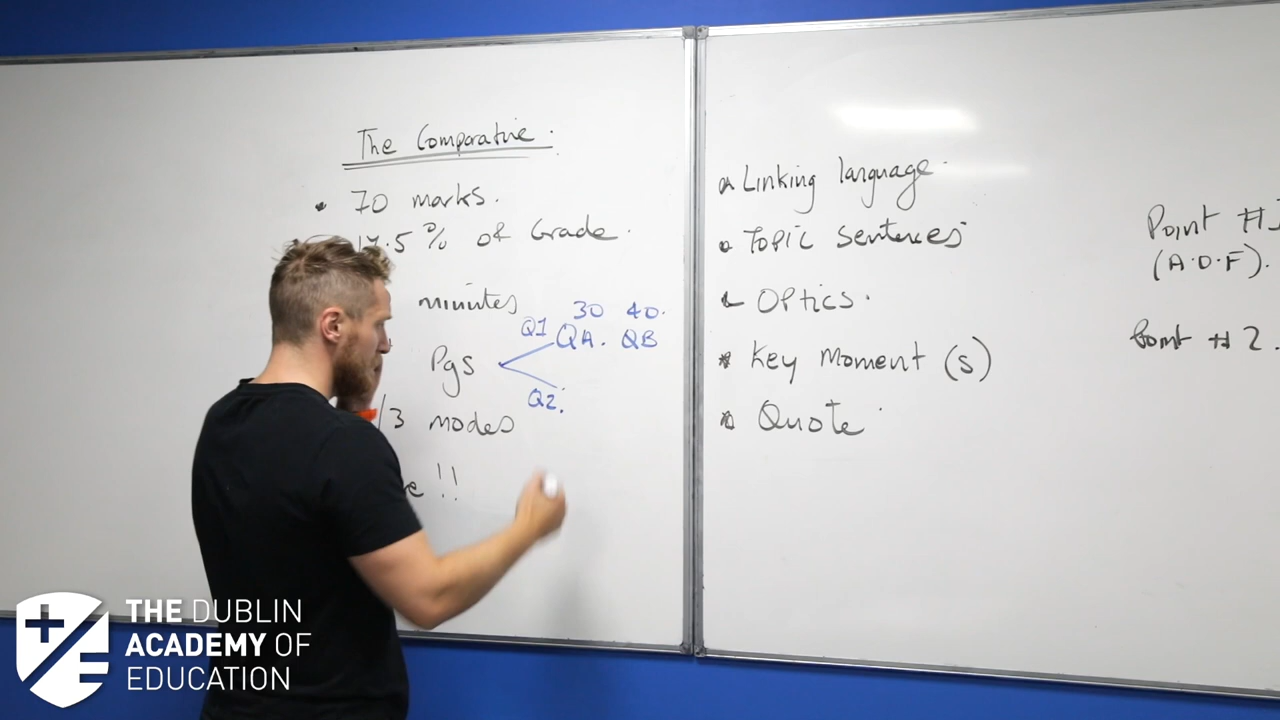 The Comparative.
70 marks.
17.5% of Grade.
minutes
30 40.
Q1 QA. QB
Pgs
Q2.
/3 modes
!!
Linking language.
Topic sentences
Optics.
Key Moment (s)
Quote
Point #1
(A.O.F).
Point #2.
THE DUBLIN
ACADEMY OF
EDUCATION